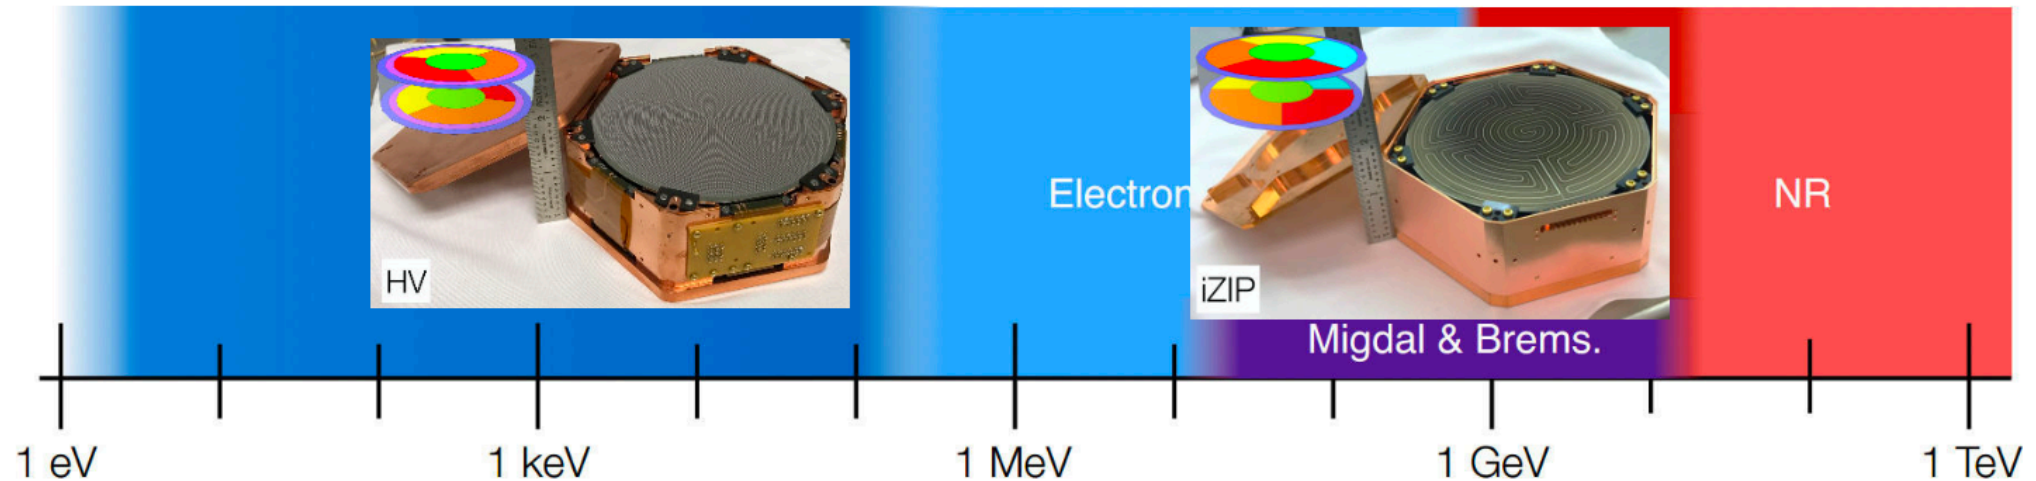 Electron
NR
HV
iZIP
Migdal & Brems.
1 eV
1 keV
1 MeV
1 GeV
1 TeV